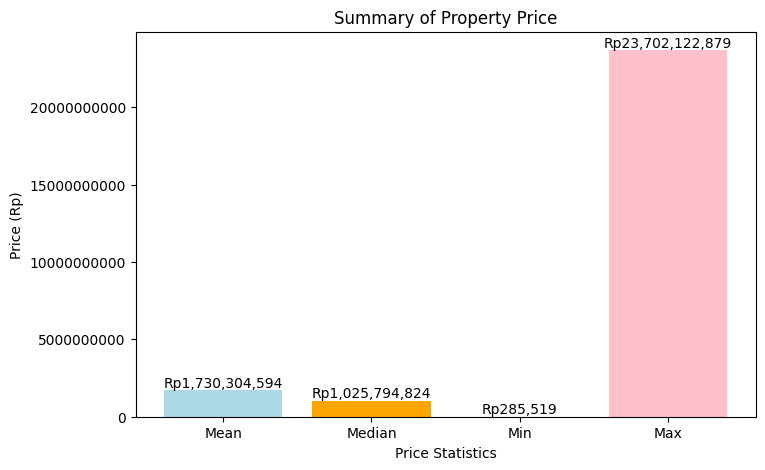 Summary of Property Price
Price (Rp)
20000000000
15000000000
10000000000
5000000000
0
Rp1,730,304,594
Rp1,025,794,824
Rp285,519
Rp23,702,122,879
Mean
Median
Min
Max
Price Statistics